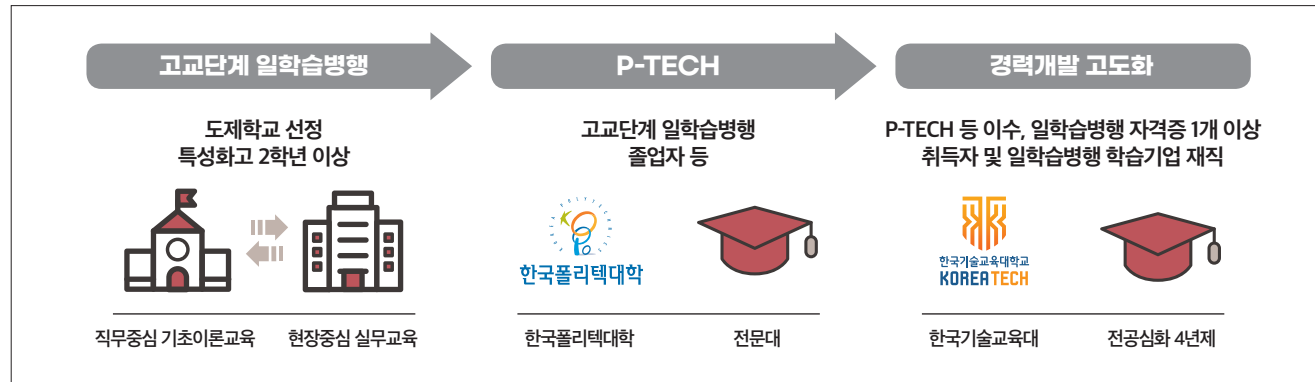 고교단계 일학습병행
P-TECH
경력개발 고도화
도제학교 선정
특성화고 2학년 이상
고교단계 일학습병행
졸업자 등
P-TECH 등 이수, 일학습병행 자격증 1개 이상
취득자 및 일학습병행 학습기업 재직
한국폴리텍대학
한국기술교육대학교
KOREATECH
직무중심 기초이론교육
현장중심 실무교육
한국폴리텍대학
전문대
한국기술교육대
전공심화 4년제